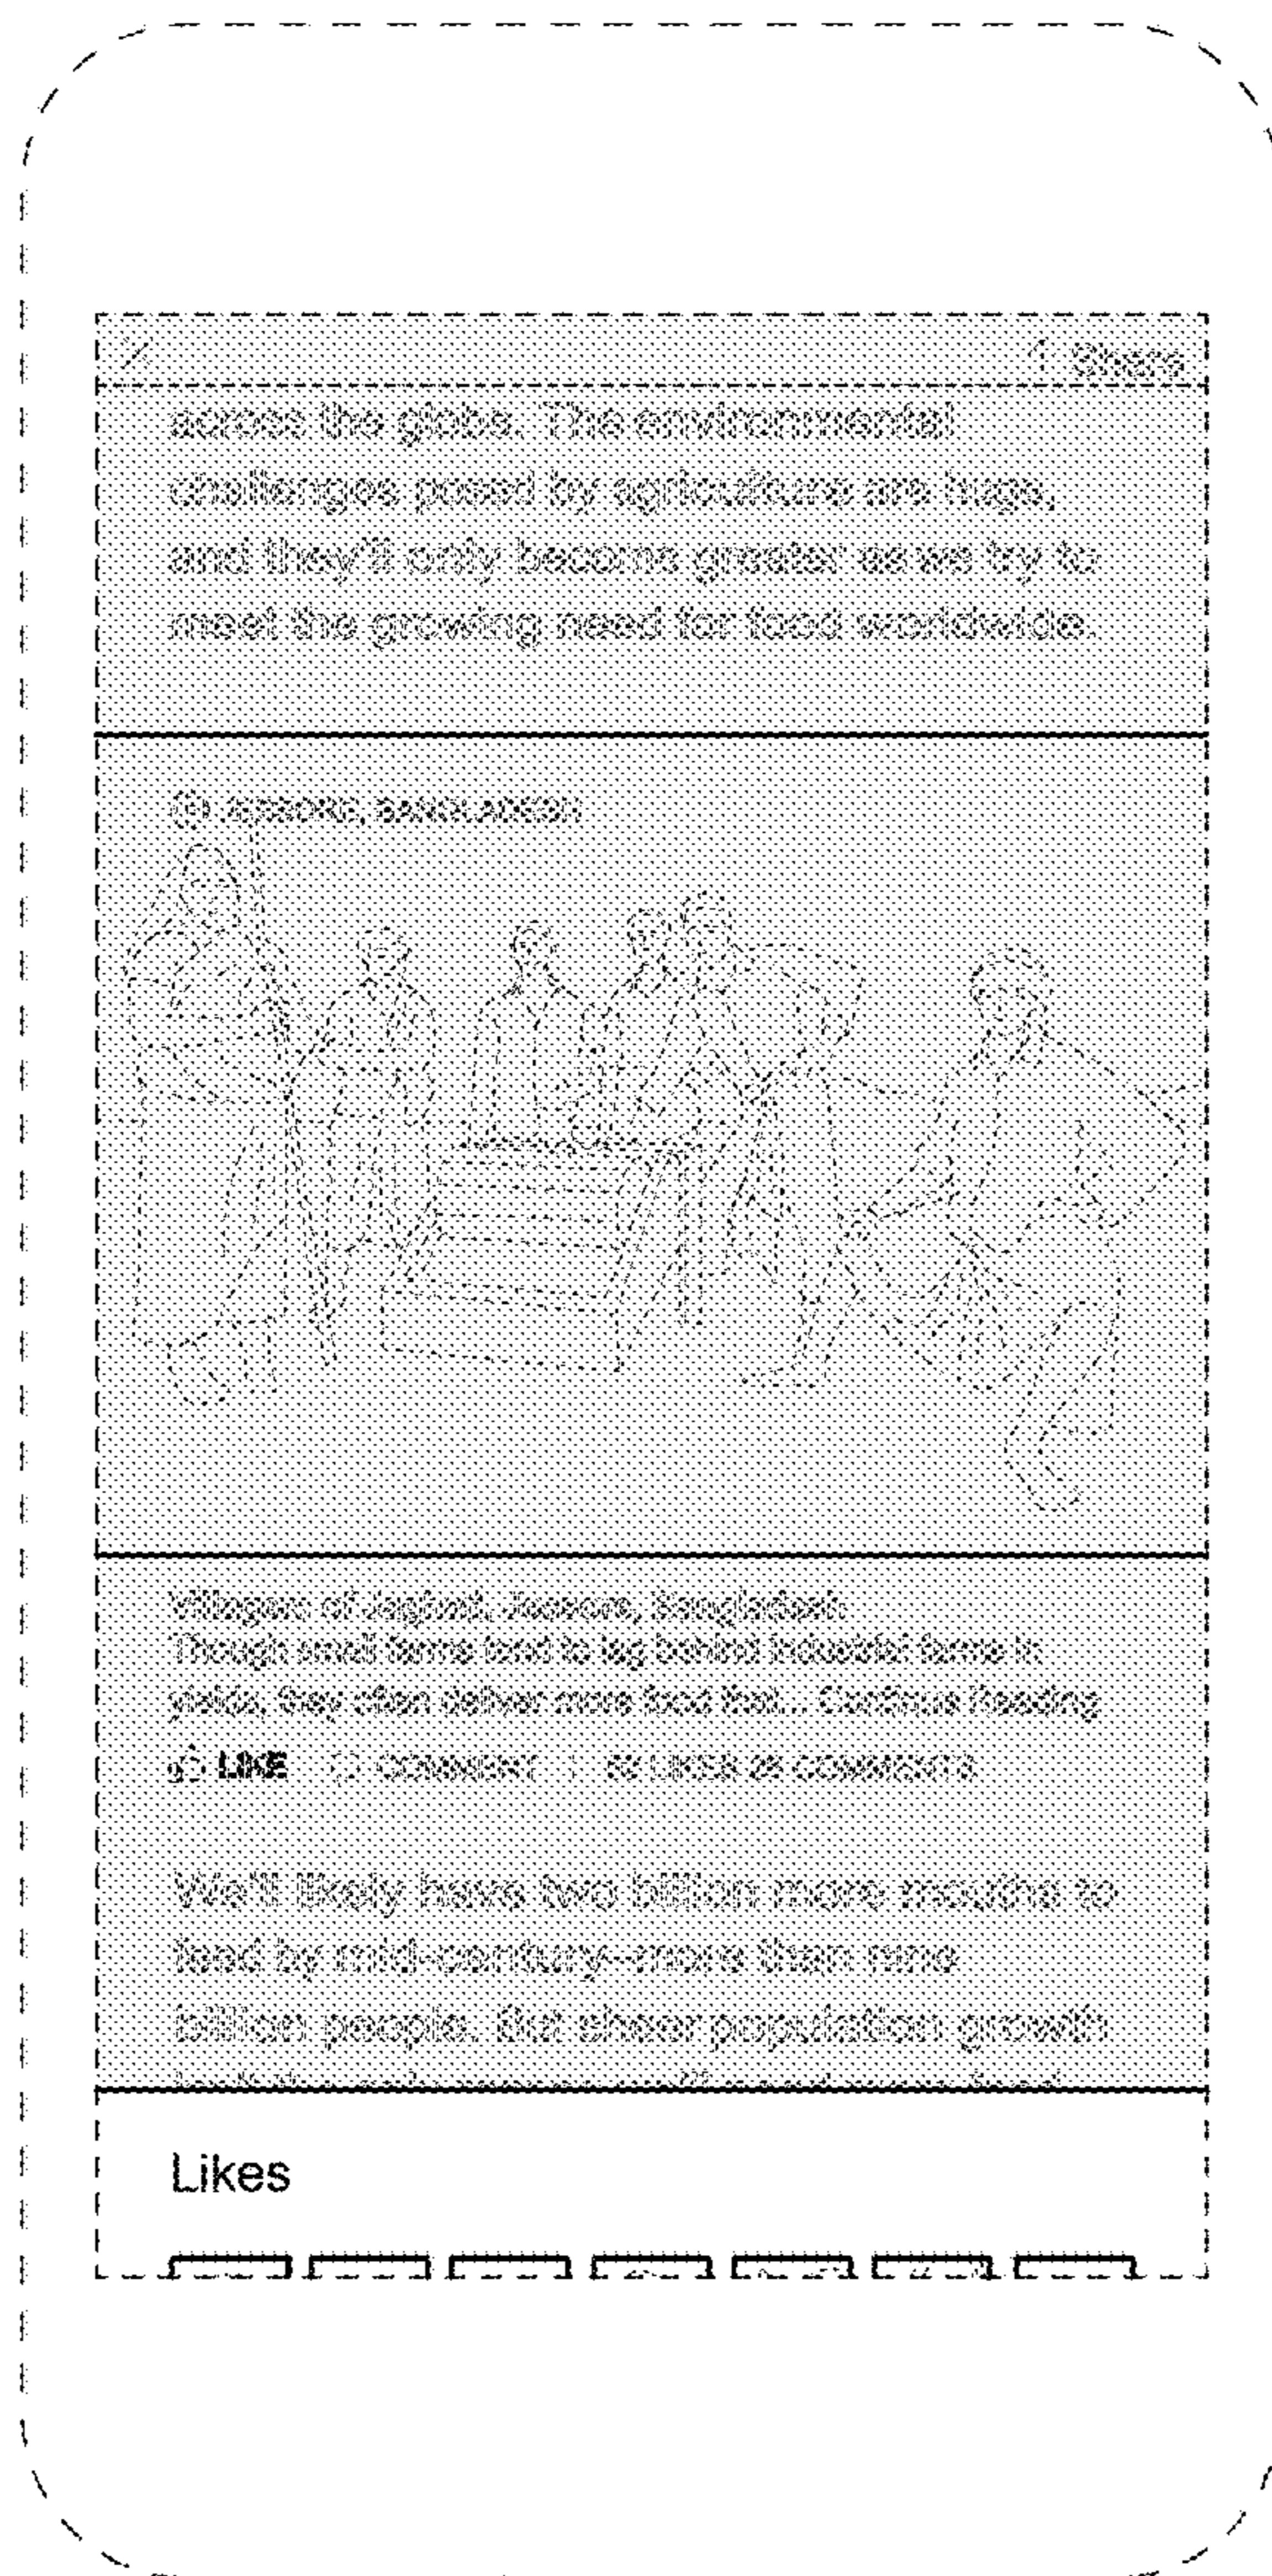 Share
across the globe. The environmental
challenges posed by agriculture are huge,
and they'll only become greater as we try to
meet the growing need for food worldwide.
JESSORE, BANGLADESH
Villagers of Jessore, Bangladesh
Though small farms tend to lag behind industrial farms in
yields, they often deliver more food that... Continue Reading
LIKE COMMENT LIKES COMMENTS
We'll likely have two billion more mouths to
feed by mid-century--more than nine
billion people. But sheer population growth
Likes